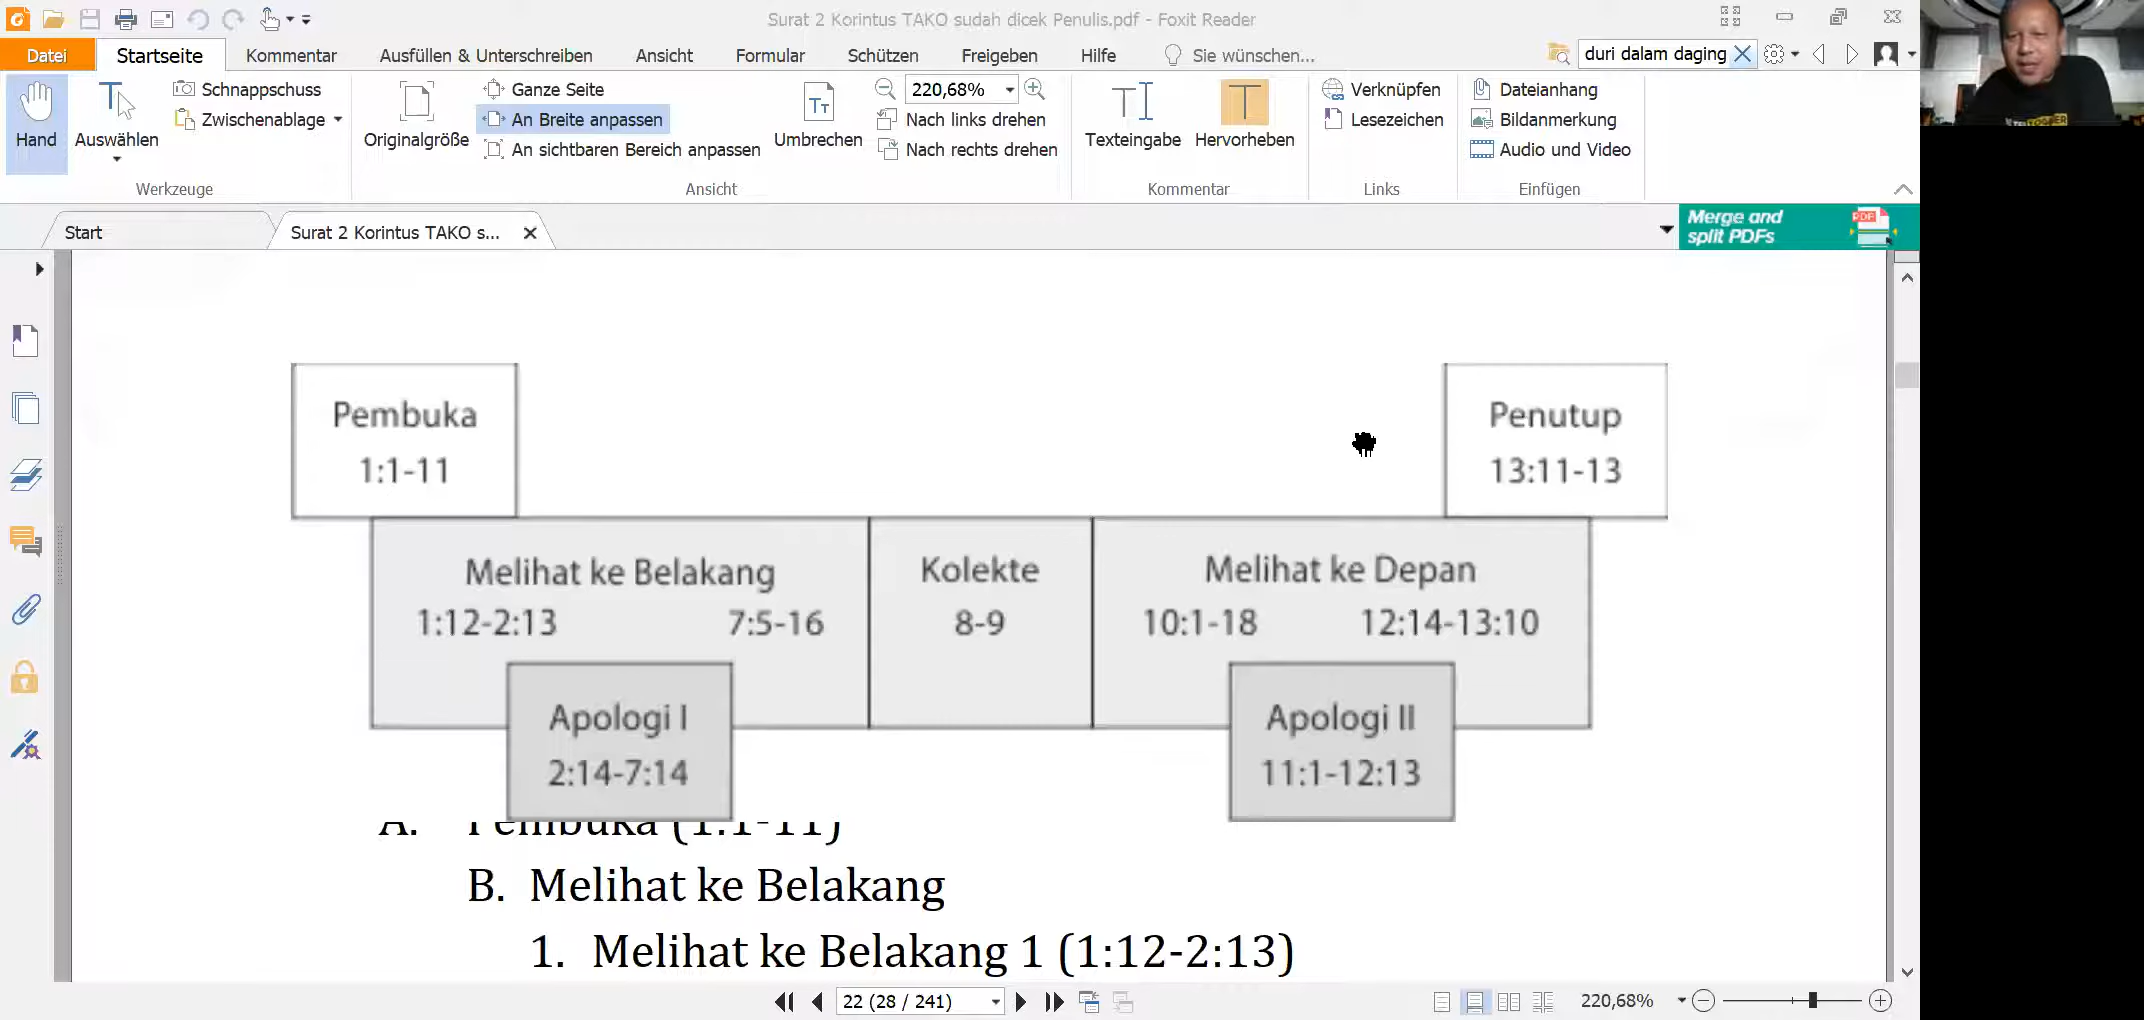 Surat 2 Korintus TAKO sudah dicek Penulis.pdf - Foxit Reader
Datei Startseite Kommentar Ausfüllen & Unterschreiben Ansicht Formular Schützen Freigeben Hilfe Sie wünschen... duri dalam daging
Hand
Auswählen
Schnappschuss
Zwischenablage
Werkzeuge
Originalgröße
Ganze Seite
An Breite anpassen
An sichtbaren Bereich anpassen
Umbrechen
220,68%
Nach links drehen
Nach rechts drehen
Ansicht
Texteingabe
Hervorheben
Kommentar
Verknüpfen
Lesezeichen
Links
Dateianhang
Bildanmerkung
Audio und Video
Einfügen
Start
Surat 2 Korintus TAKO s...
Merge and
split PDFs
PDF
Pembuka
1:1-11
Penutup
13:11-13
Melihat ke Belakang
1:12-2:13 7:5-16
Kolekte
8-9
Melihat ke Depan
10:1-18 12:14-13:10
Apologi I
2:14-7:14
Apologi II
11:1-12:13
A. Pembuka (1:1-11)
B. Melihat ke Belakang
1. Melihat ke Belakang 1 (1:12-2:13)
22 (28 / 241)
220,68%